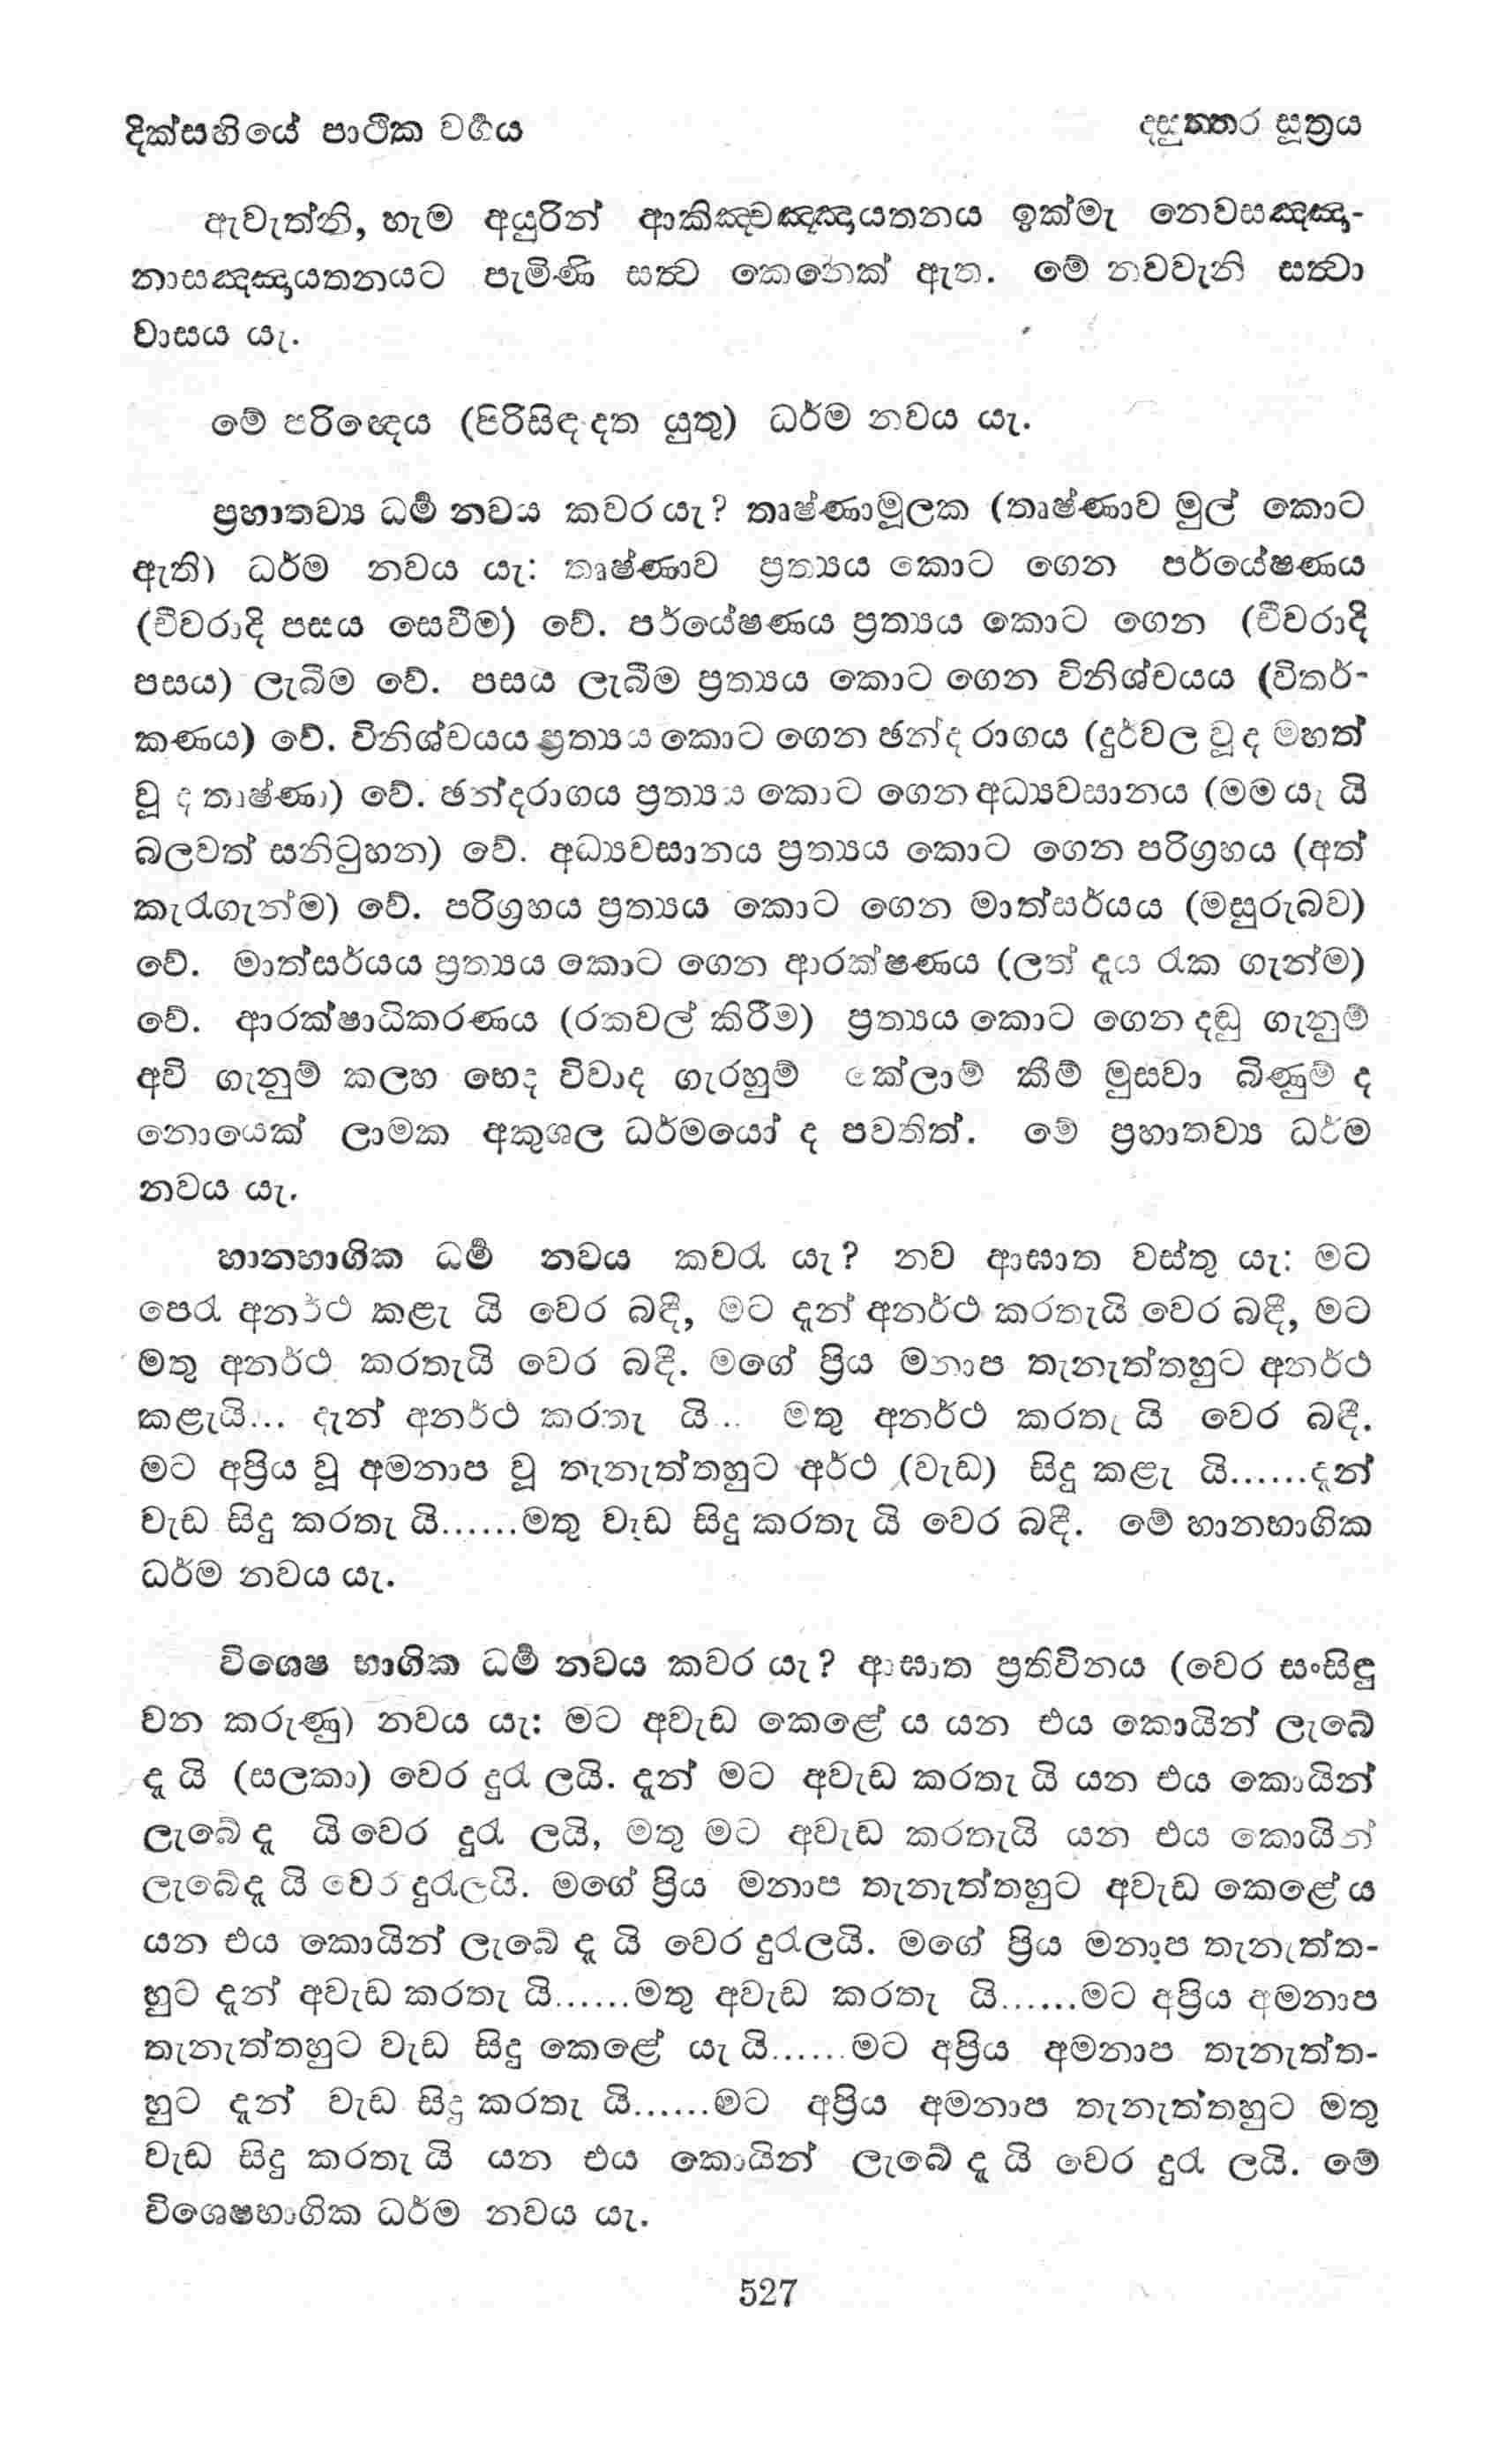 දික්සඟියේ පාථික වර්‍ගය
දසුත්තර සූත්‍රය
ඇවැත්නි, හැම අයුරින් ආකිඤ්චඤ්ඤායතනය ඉක්මැ නෙවසඤ්ඤා-
නාසඤ්ඤායතනයට පැමිණි සත්‍ව කෙනෙක් ඇත. මේ නවවැනි සත්‍වා
වාසය යැ.
මේ පරිඥෙය (පිරිසිඳ දත යුතු) ධර්ම නවය යැ.
ප්‍රහාතව්‍ය ධර්‍ම නවය කවර යැ? තෘෂ්ණාමූලක (තෘෂ්ණාව මුල් කොට
ඇති) ධර්ම නවය යැ: තෘෂ්ණාව ප්‍රත්‍යය කොට ගෙන පර්යේෂණය
(චීවරාදි පසය සෙවීම) වේ. පර්යේෂණය ප්‍රත්‍යය කොට ගෙන (චීවරාදි
පසය) ලැබීම වේ. පසය ලැබීම ප්‍රත්‍යය කොට ගෙන විනිශ්චයය (විතර්-
කණය) වේ. විනිශ්චයය ප්‍රත්‍යය කොට ගෙන ඡන්ද රාගය (දුර්වල වූ ද මහත්
වූ ද තෘෂ්ණා) වේ. ඡන්දරාගය ප්‍රත්‍යය කොට ගෙන අධ්‍යවසානය (මම යැ යි
බලවත් සනිටුහන) වේ. අධ්‍යවසානය ප්‍රත්‍යය කොට ගෙන පරිග්‍රහය (අත්
කැරැගැන්ම) වේ. පරිග්‍රහය ප්‍රත්‍යය කොට ගෙන මාත්සර්යය (මසුරුබව)
වේ. මාත්සර්යය ප්‍රත්‍යය කොට ගෙන ආරක්ෂණය (ලත් දෑය රැක ගැන්ම)
වේ. ආරක්ෂාධිකරණය (රකවල් කිරීම) ප්‍රත්‍යය කොට ගෙන දඬු ගැනුම්
අවි ගැනුම් කලහ භෙද විවාද ගැරහුම් කේලාම් කීම් මුසවා බිණුම් ද
නොයෙක් ලාමක අකුශල ධර්මයෝ ද පවතිත්. මේ ප්‍රහාතව්‍ය ධර්ම
නවය යැ.
හානභාගික ධර්‍ම නවය කවරැ යැ? නව ආඝාත වස්තු යැ: මට
පෙරැ අනර්ථ කළැ යි වෙර බඳී, මට දැන් අනර්ථ කරතැයි වෙර බඳී, මට
මතු අනර්ථ කරතැයි වෙර බඳී. මගේ ප්‍රිය මනාප තැනැත්තහුට අනර්ථ
කළැයි... දැන් අනර්ථ කරතැ යි... මතු අනර්ථ කරතැ යි වෙර බඳී.
මට අප්‍රිය වූ අමනාප වූ තැනැත්තහුට අර්ථ (වැඩ) සිදු කළැ යි......දැන්
වැඩ සිදු කරතැ යි......මතු වැඩ සිදු කරතැ යි වෙර බඳී. මේ හානභාගික
ධර්ම නවය යැ.
විශෙෂ භාගික ධර්‍ම නවය කවර යැ? ආඝාත ප්‍රතිවිනය (වෙර සංසිඳු
වන කරුණු) නවය යැ: මට අවැඩ කෙළේ ය යන එය කොයින් ලැබේ
දෑ යි (සලකා) වෙර දුරැ ලයි. දැන් මට අවැඩ කරතැ යි යන එය කොයින්
ලැබේ දෑ යි වෙර දුරැ ලයි, මතු මට අවැඩ කරතැයි යන එය කොයින්
ලැබේදෑ යි වෙර දුරැලයි. මගේ ප්‍රිය මනාප තැනැත්තහුට අවැඩ කෙළේ ය
යන එය කොයින් ලැබේ දෑ යි වෙර දුරැලයි. මගේ ප්‍රිය මනාප තැනැත්ත-
හුට දැන් අවැඩ කරතැ යි......මතු අවැඩ කරතැ යි......මට අප්‍රිය අමනාප
තැනැත්තහුට වැඩ සිදු කෙළේ යැ යි......මට අප්‍රිය අමනාප තැනැත්ත-
හුට දැන් වැඩ සිදු කරතැ යි......මට අප්‍රිය අමනාප තැනැත්තහුට මතු
වැඩ සිදු කරතැ යි යන එය කොයින් ලැබේ දෑ යි වෙර දුරැ ලයි. මේ
විශෙෂභාගික ධර්ම නවය යැ.
527